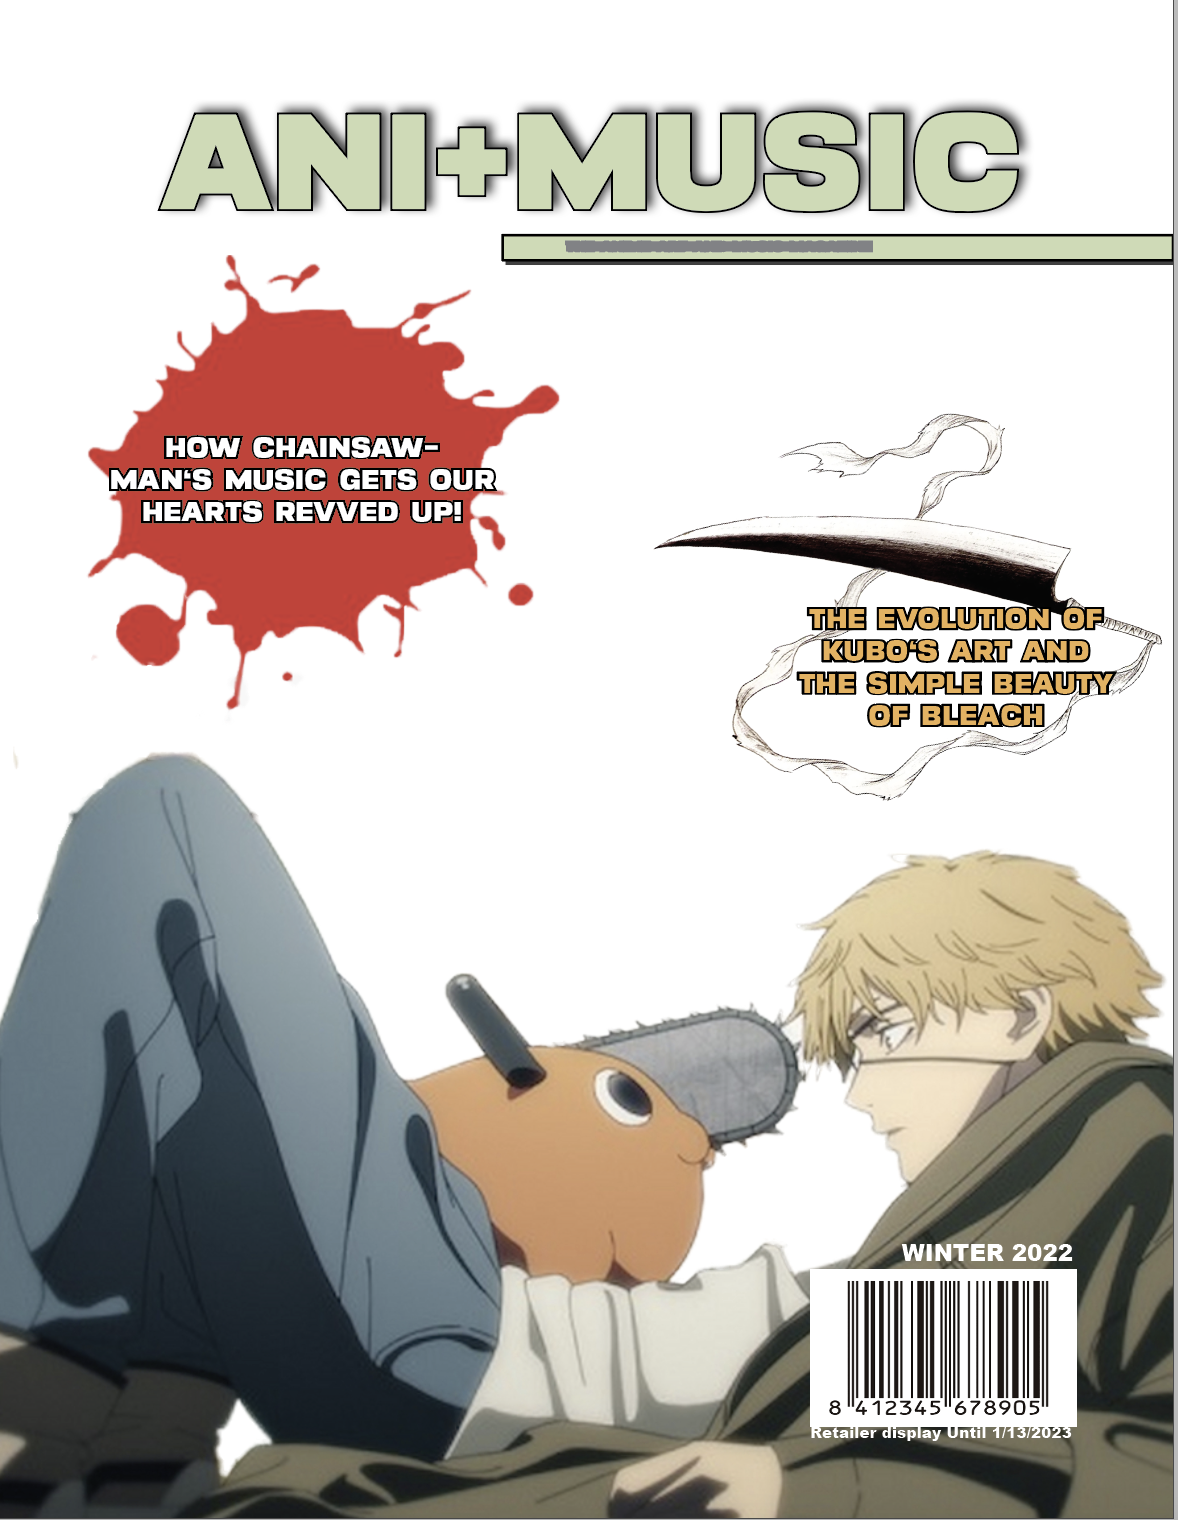 ANI+MUSIC
HOW CHAINSAW-
MAN‘S MUSIC GETS OUR
HEARTS REVVED UP!
THE EVOLUTION OF
KUBO‘S ART AND
THE SIMPLE BEAUTY
OF BLEACH
WINTER 2022
8 412345 678905
Retailer display Until 1/13/2023